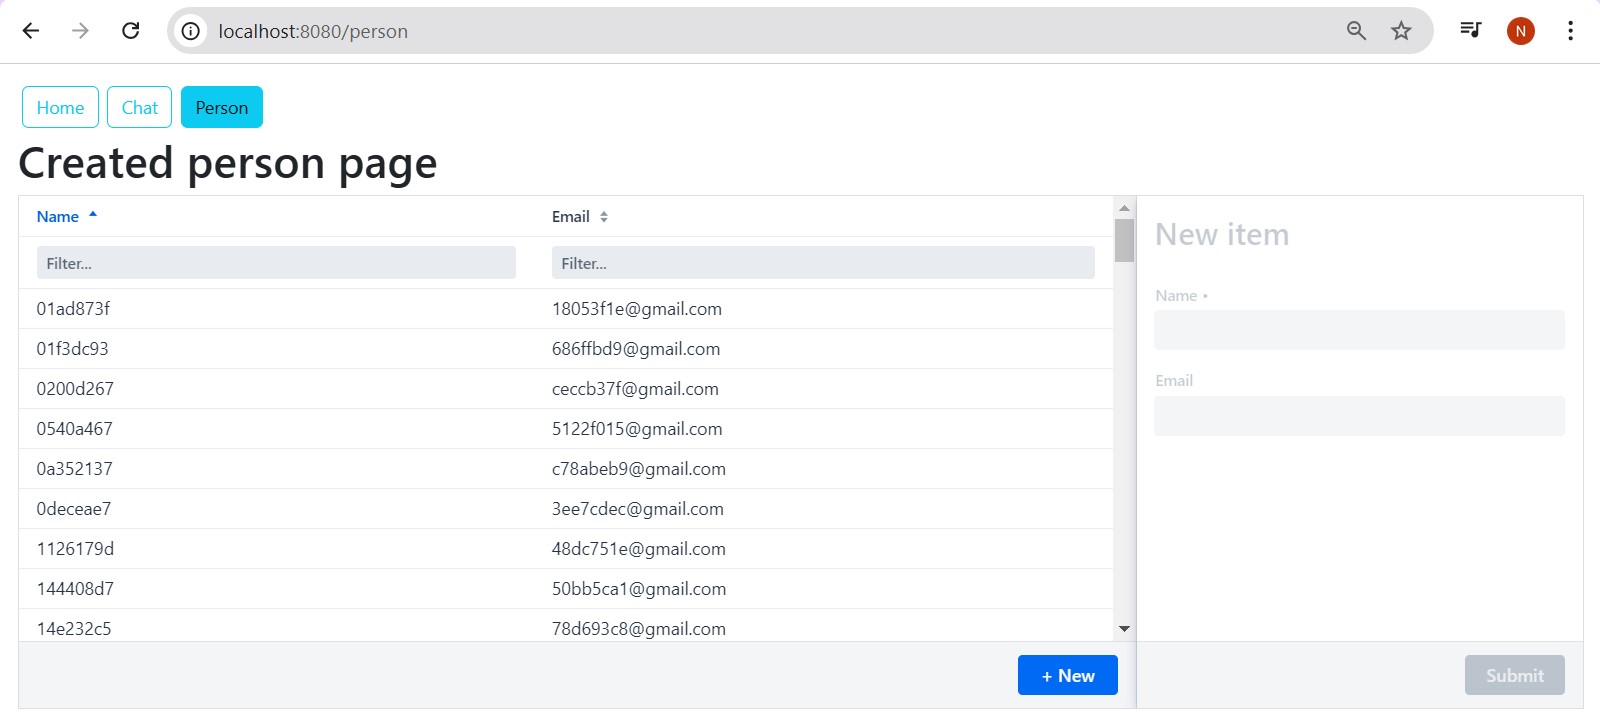 localhost:8080/person
N
Home Chat Person
Created person page
Name Email
Filter... Filter...
01ad873f 18053f1e@gmail.com
01f3dc93 686ffbd9@gmail.com
0200d267 ceccb37f@gmail.com
0540a467 5122f015@gmail.com
0a352137 c78abeb9@gmail.com
0deceae7 3ee7cdec@gmail.com
1126179d 48dc751e@gmail.com
144408d7 50bb5ca1@gmail.com
14e232c5 78d693c8@gmail.com
+ New
New item
Name •
Email
Submit